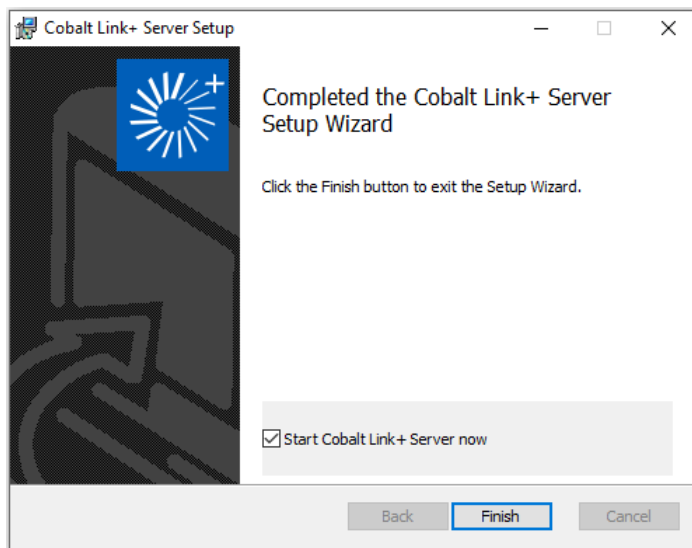 Cobalt Link+ Server Setup
Completed the Cobalt Link+ Server
Setup Wizard
Click the Finish button to exit the Setup Wizard.
Start Cobalt Link+ Server now
Back Finish Cancel